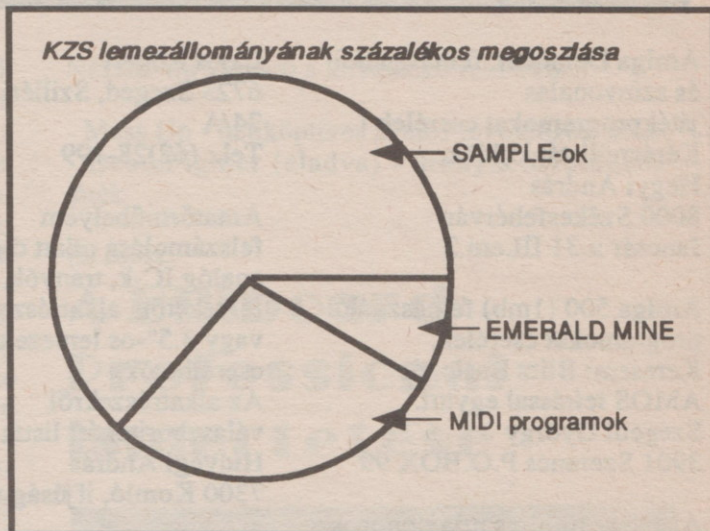 KZS lemezállományának százalékos megoszlása
SAMPLE-ok
EMERALD MINE
MIDI programok